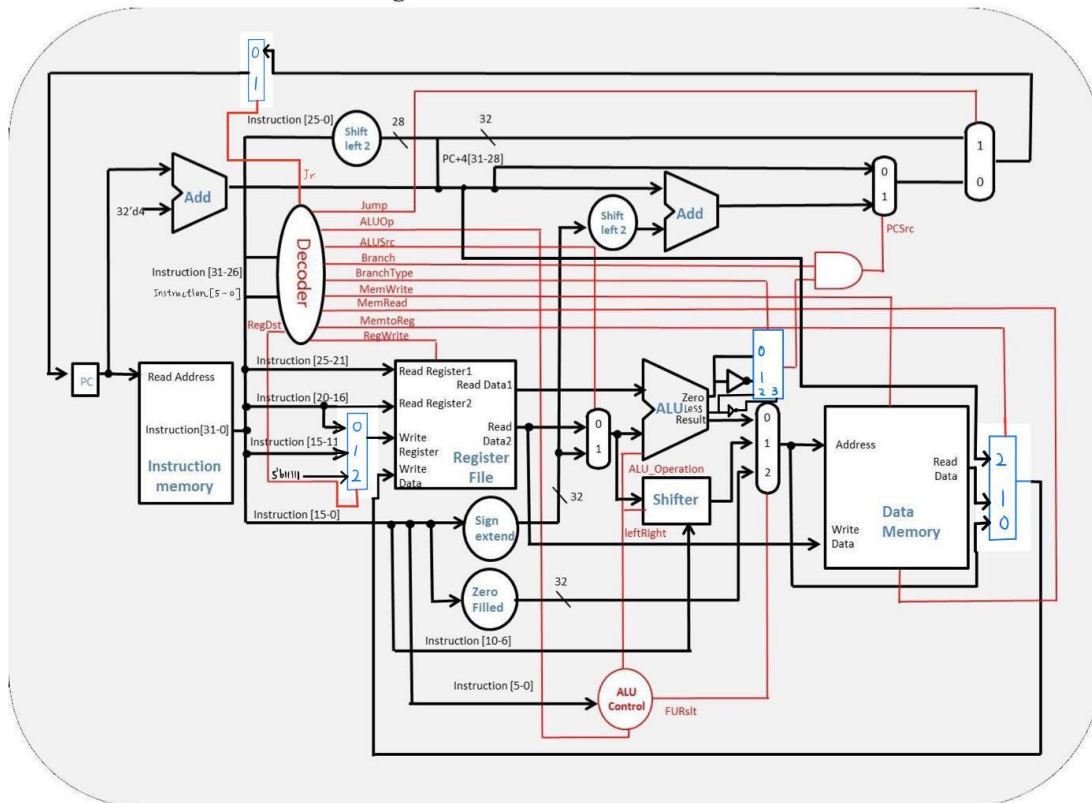 0
1
Instruction [25-0]
Shift left 2
28
32
PC+4[31-28]
1
0
0
1
Add
32'd4
Jr
Jump
ALUOp
ALUSrc
Branch
BranchType
MemWrite
MemRead
MemtoReg
RegWrite
Decoder
Shift left 2
Add
PCSrc
Instruction [31-26]
Instruction[5-0]
RegDst
PC
Read Address
Instruction[31-0]
Instruction memory
Instruction [25-21]
Instruction [20-16]
Instruction [15-11
5'b11111
0
1
2
Read Register1
Read Data1
Read Register2
Write Register
Read Data2
Write Data
Register File
0
1
ALU
Zero
Less
Result
0
1
2 3
0
1
2
ALU_Operation
Shifter
leftRight
Address
Read Data
Write Data
Data Memory
2
1
0
Instruction [15-0]
Sign extend
32
Zero Filled
32
Instruction [10-6]
Instruction [5-0]
ALU Control
FURslt